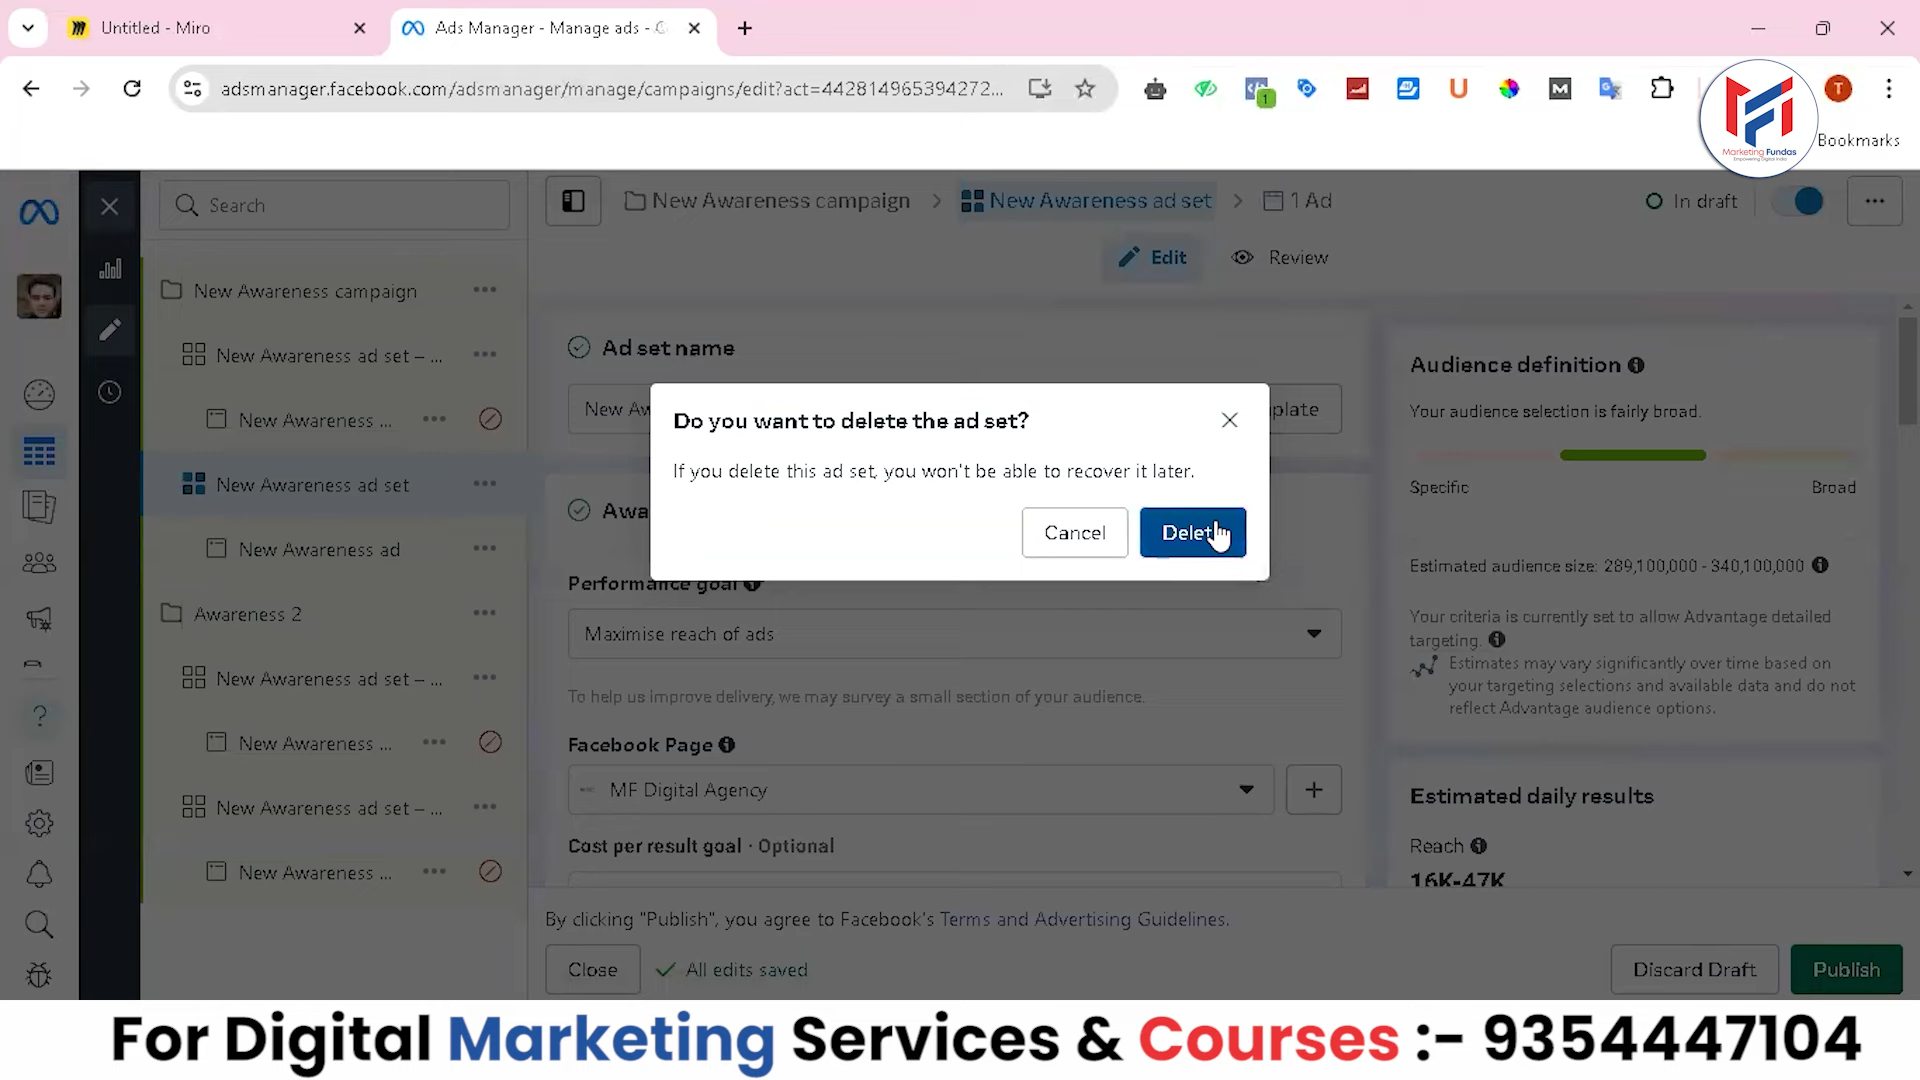 Untitled - Miro
Ads Manager - Manage ads -
adsmanager.facebook.com/adsmanager/manage/campaigns/edit?act=442814965394272...
1
M
T
Marketing Fundas
Empowering Digital India
Bookmarks
Search
New Awareness campaign
New Awareness ad set
1 Ad
In draft
Edit
Review
New Awareness campaign
New Awareness ad set – ...
New Awareness ...
New Awareness ad set
New Awareness ad
Awareness 2
New Awareness ad set – ...
New Awareness ...
New Awareness ad set – ...
New Awareness ...
Ad set name
New Aw
plate
Do you want to delete the ad set?
If you delete this ad set, you won't be able to recover it later.
Cancel
Delet
Awa
Performance goal
Maximise reach of ads
To help us improve delivery, we may survey a small section of your audience.
Facebook Page
MF Digital Agency
Cost per result goal · Optional
Audience definition
Your audience selection is fairly broad.
Specific
Broad
Estimated audience size: 289,100,000 - 340,100,000
Your criteria is currently set to allow Advantage detailed
targeting.
Estimates may vary significantly over time based on
your targeting selections and available data and do not
reflect Advantage audience options.
Estimated daily results
Reach
16K-47K
By clicking "Publish", you agree to Facebook's Terms and Advertising Guidelines.
Close
All edits saved
Discard Draft
Publish
For Digital Marketing Services & Courses :- 9354447104